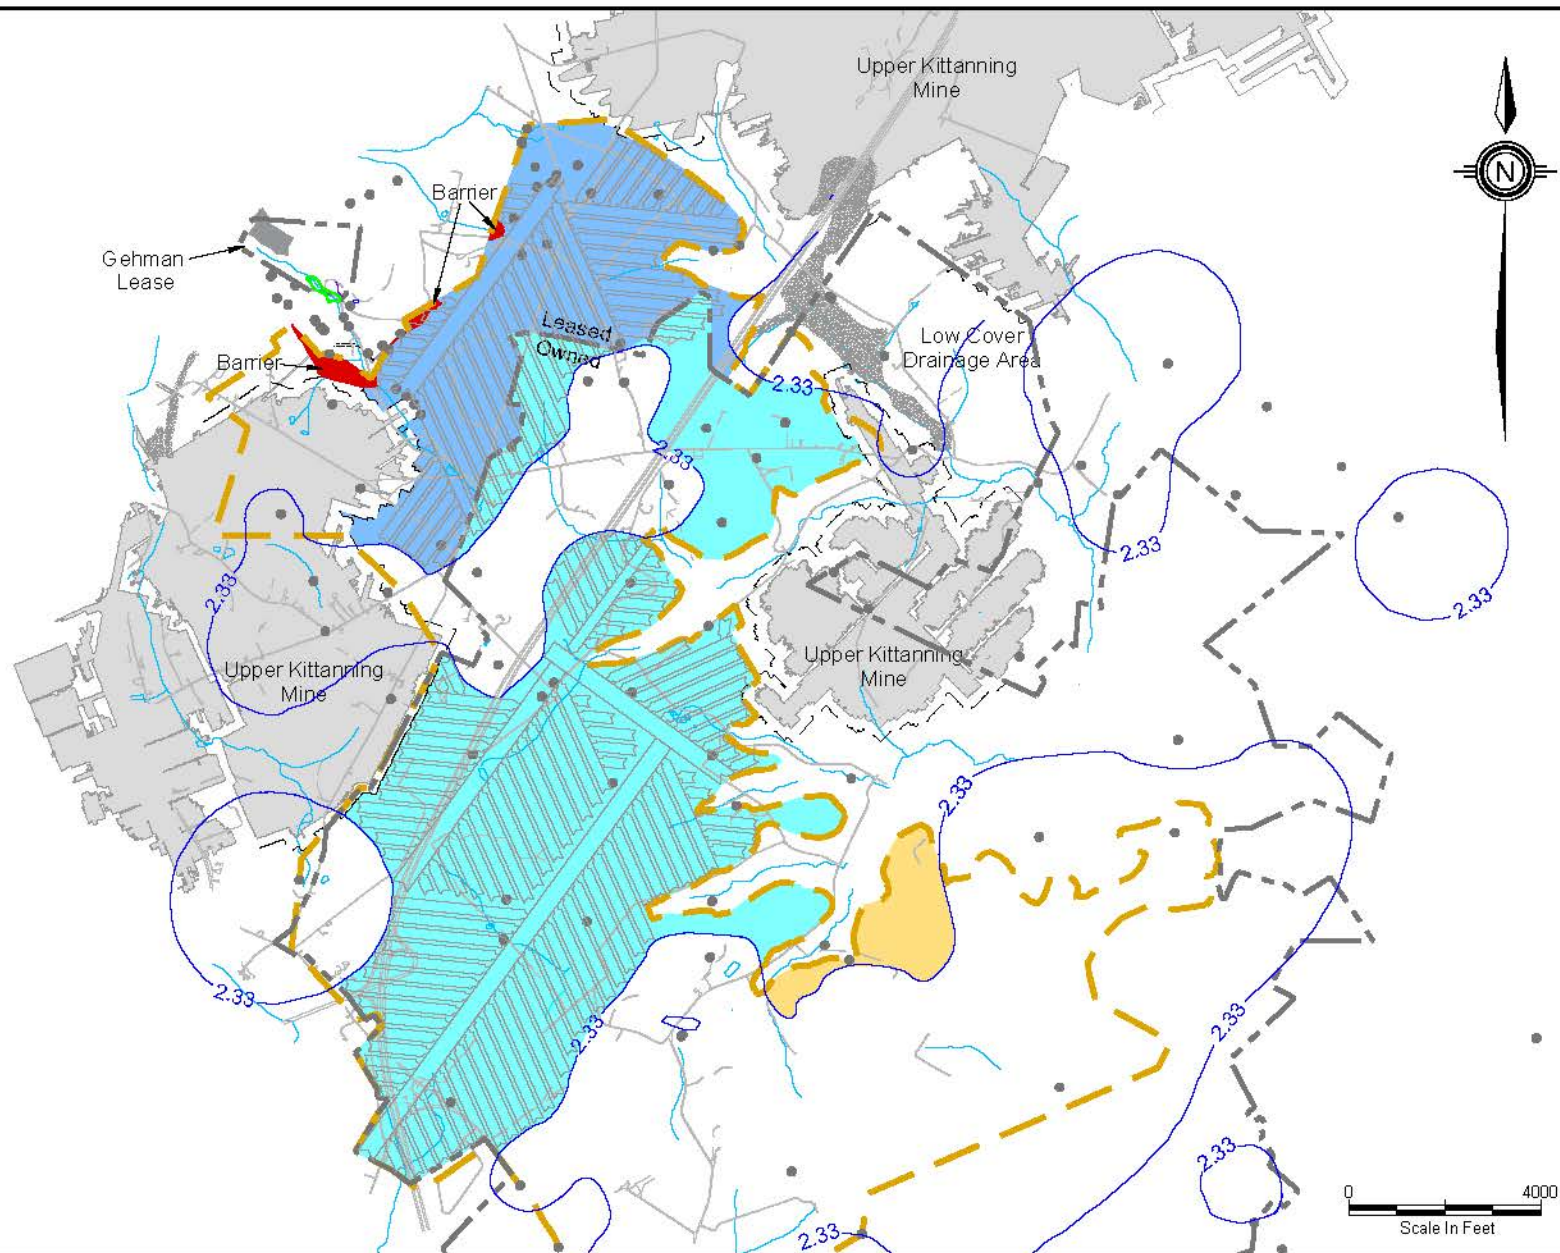 Upper Kittanning
Mine
N
Barrier
Gehman
Lease
Leased
Owned
Low Cover
Drainage Area
Barrier
2.33
2.33
2.33
2.33
2.33
Upper Kittanning
Mine
Upper Kittanning
Mine
2.33
2.33
2.33
2.33
2.33
2.33
0 4000
Scale In Feet